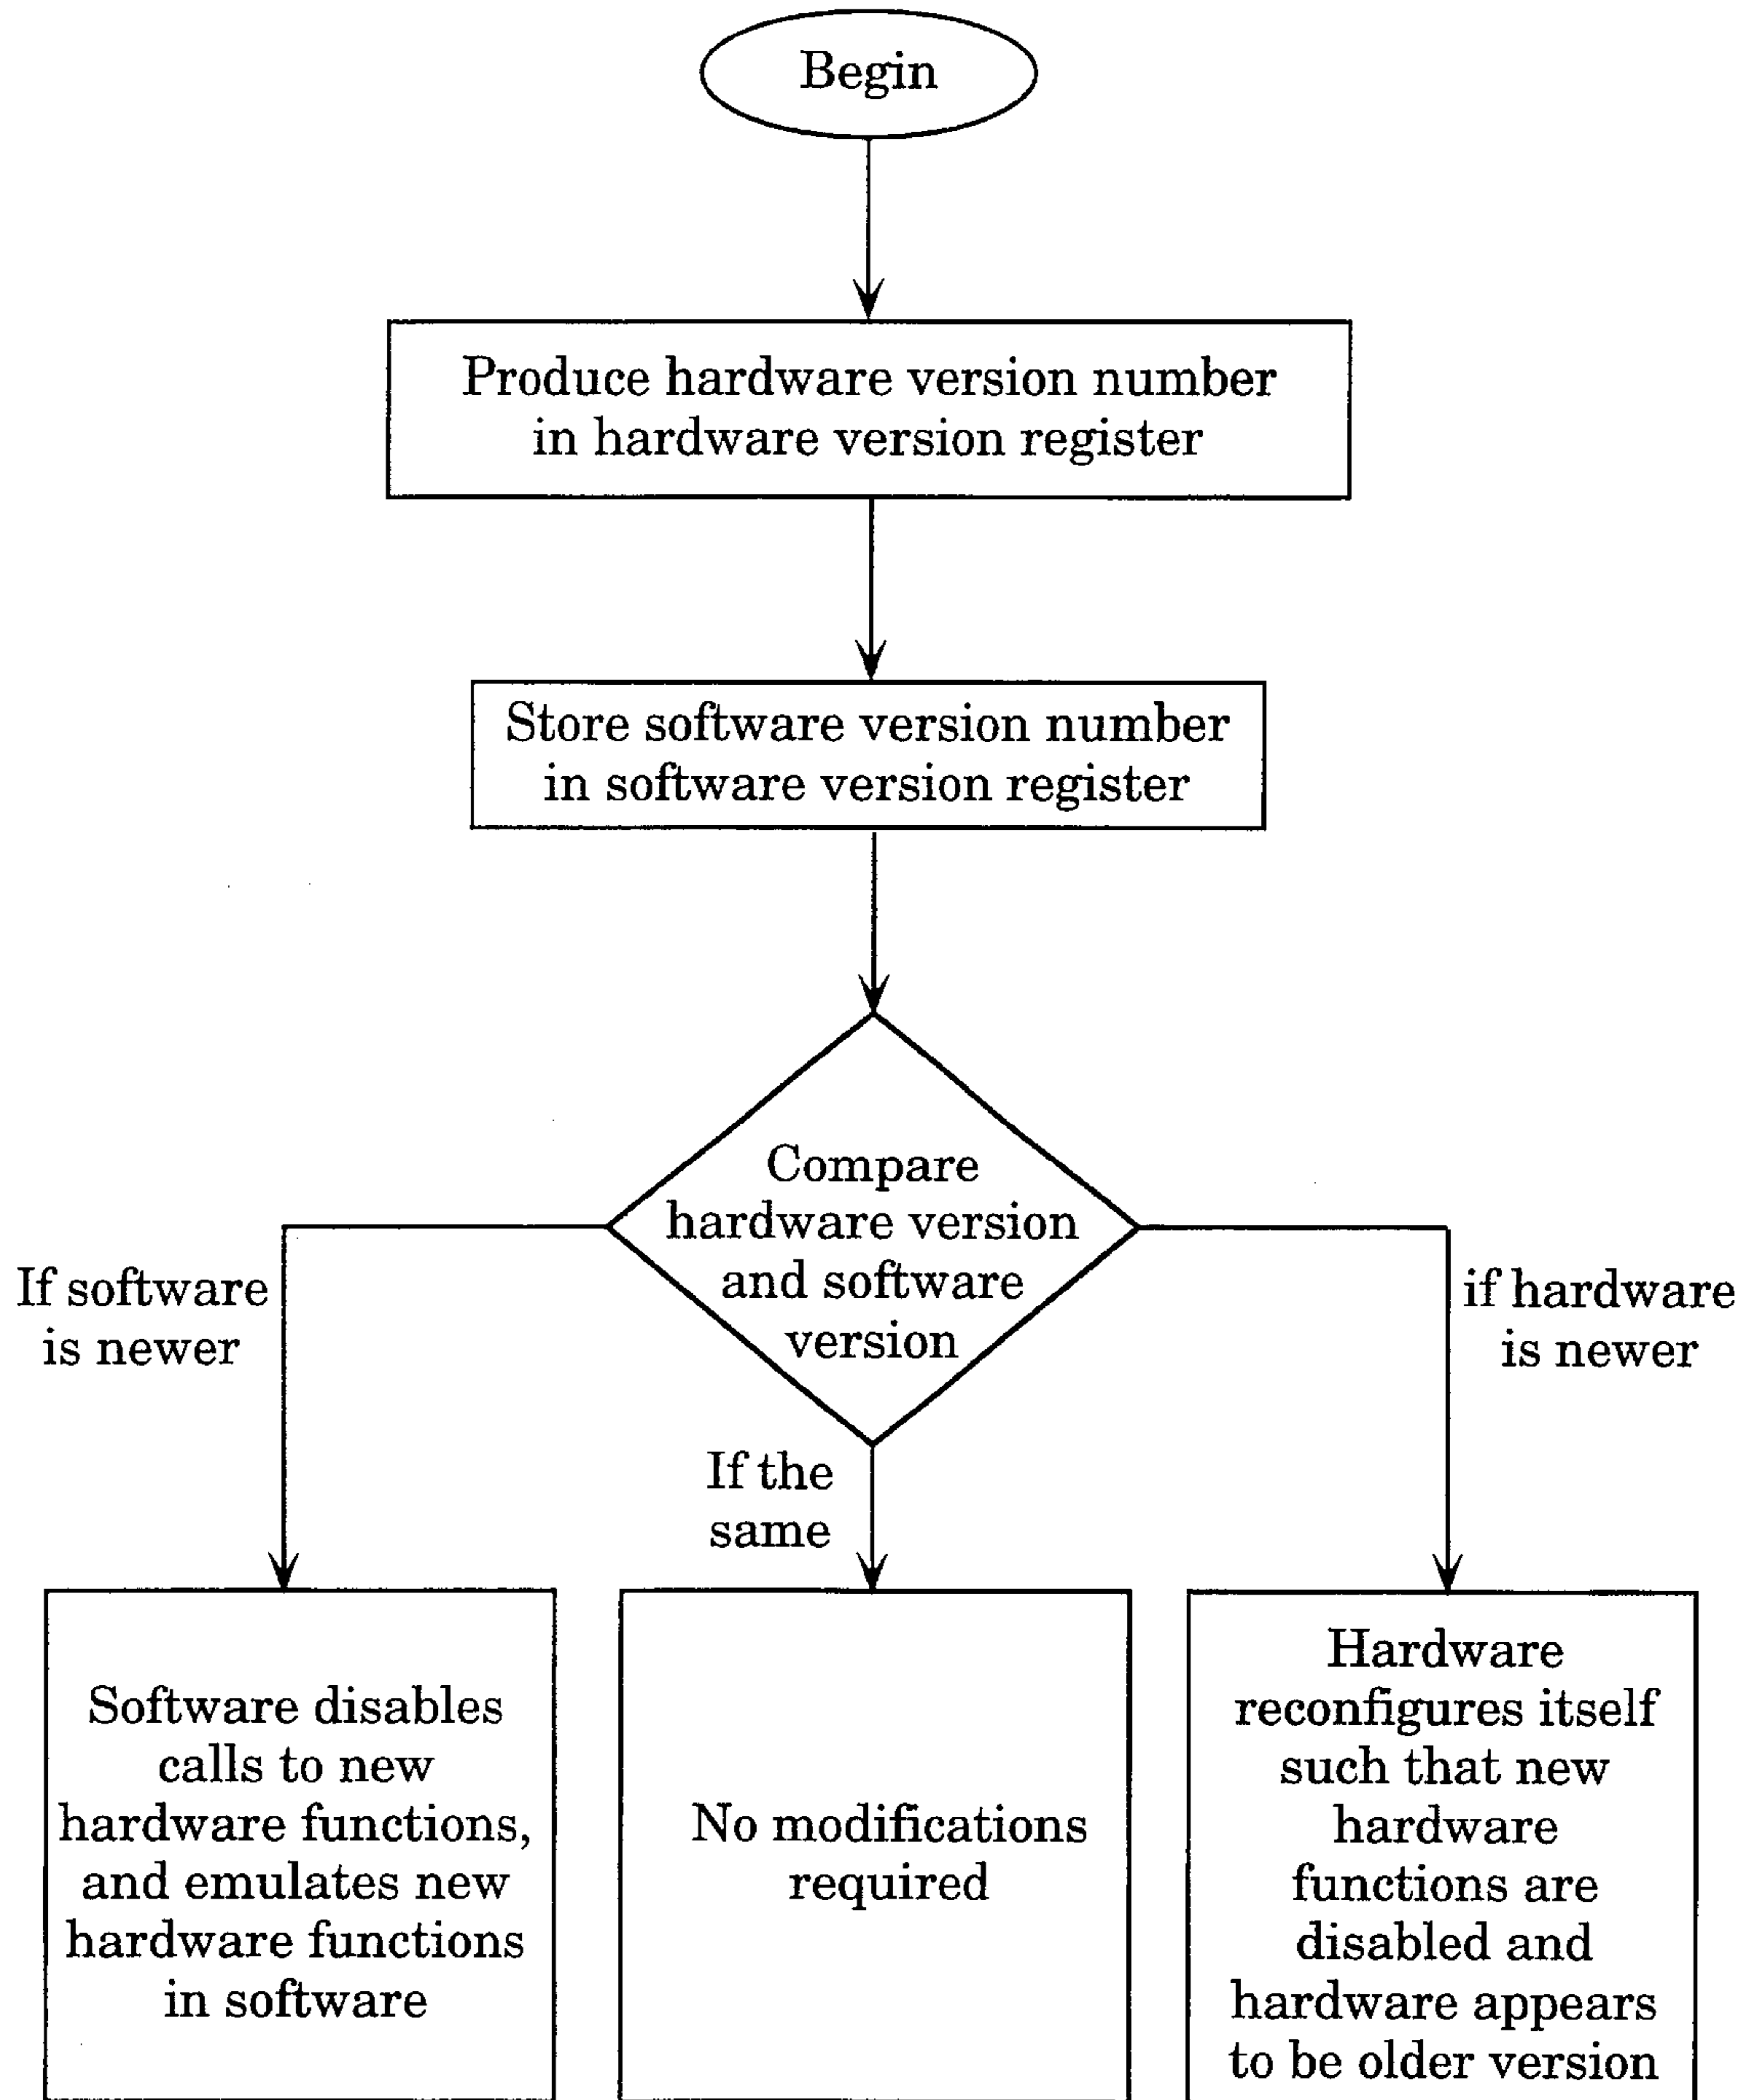 Begin
Produce hardware version number
in hardware version register
Store software version number
in software version register
Compare
hardware version
and software
version
If software
is newer
If the
same
if hardware
is newer
Software disables
calls to new
hardware functions,
and emulates new
hardware functions
in software
No modifications
required
Hardware
reconfigures itself
such that new
hardware
functions are
disabled and
hardware appears
to be older version